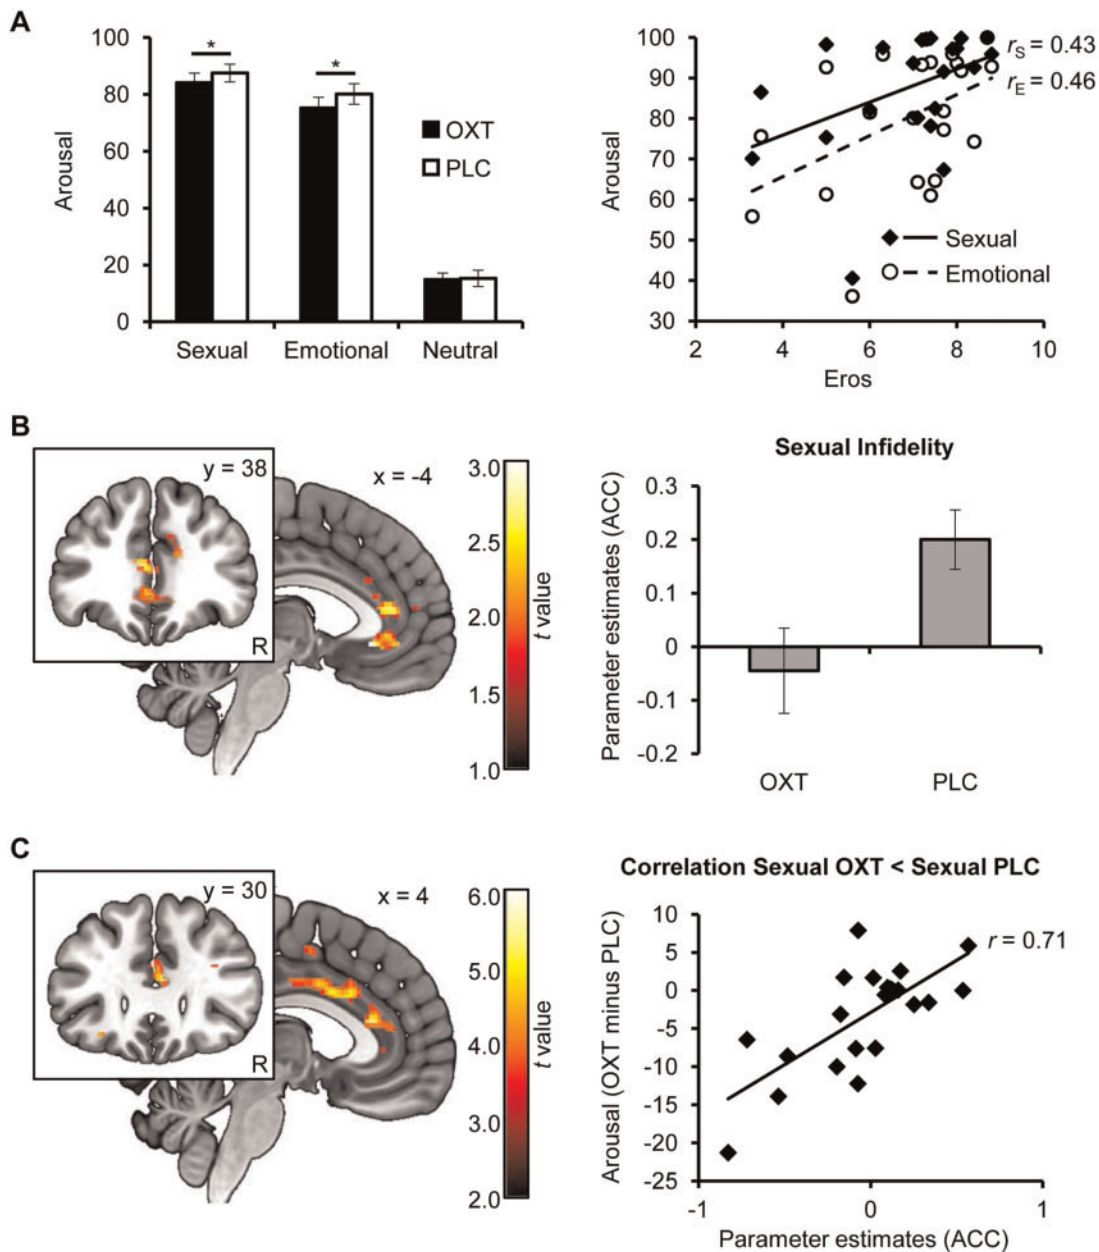 A
Arousal
100
80
60
40
20
0
*
*
OXT
PLC
Sexual Emotional Neutral
Arousal
100
90
80
70
60
50
40
30
rS = 0.43
rE = 0.46
Sexual
Emotional
2 4 6 8 10
Eros
B
y = 38
R
x = -4
3.0
2.5
2.0
1.5
1.0
t value
Sexual Infidelity
Parameter estimates (ACC)
0.3
0.2
0.1
0
-0.1
-0.2
OXT PLC
C
y = 30
R
x = 4
6.0
5.0
4.0
3.0
2.0
t value
Correlation Sexual OXT < Sexual PLC
Arousal (OXT minus PLC)
10
5
0
-5
-10
-15
-20
-25
r = 0.71
-1 0 1
Parameter estimates (ACC)